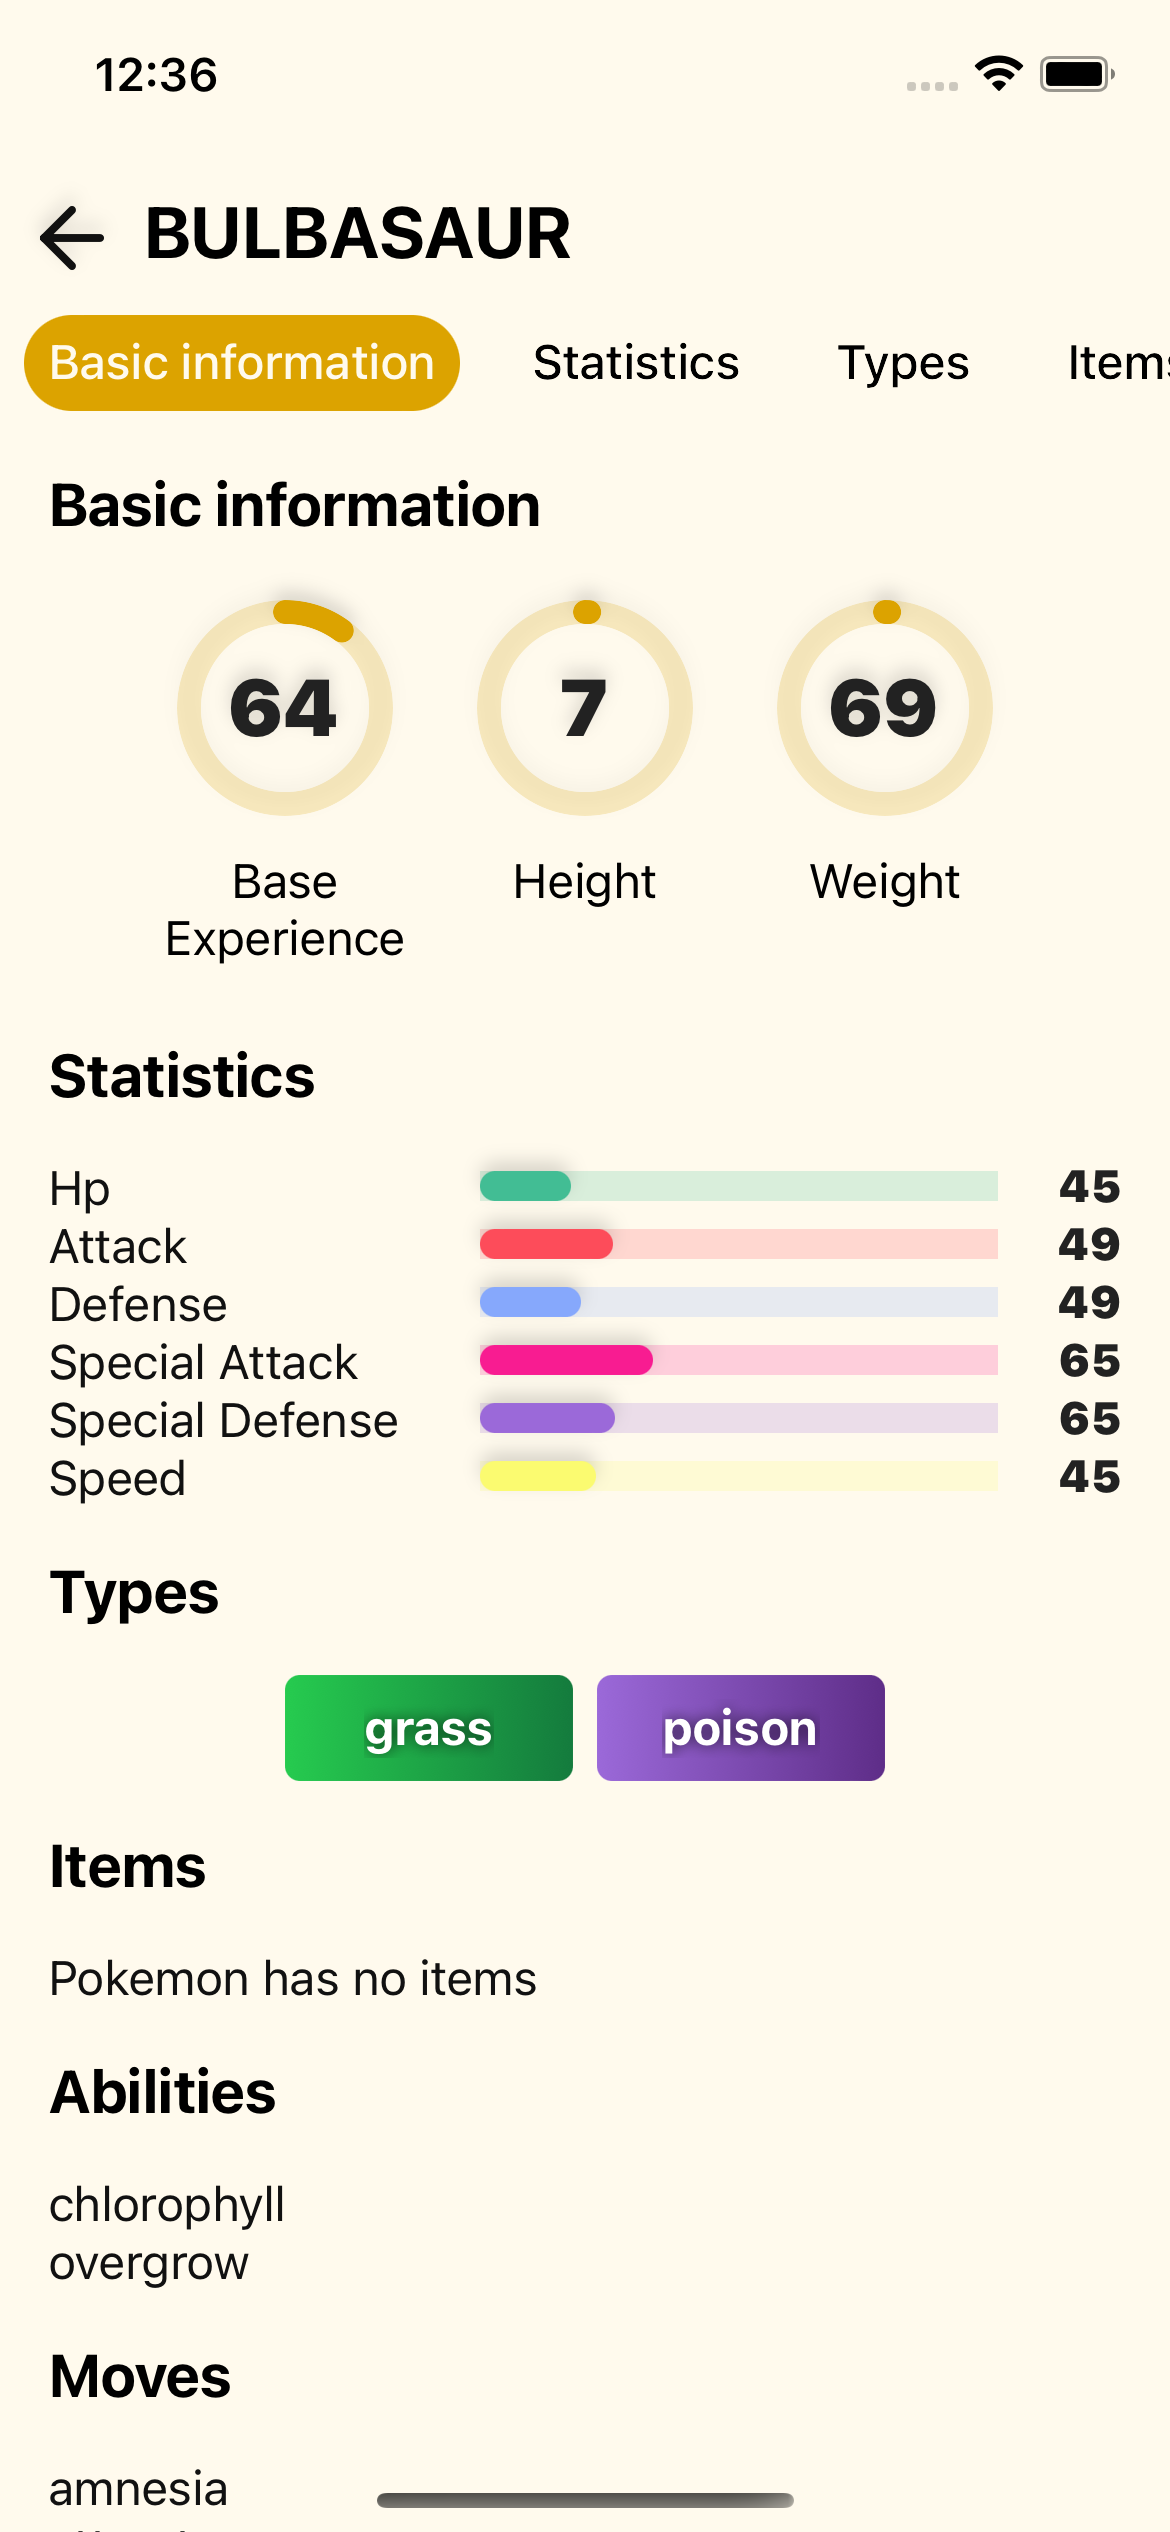 12:36
BULBASAUR
Basic information Statistics Types Items
Basic information
64 7 69
Base Experience Height Weight
Statistics
Hp 45
Attack 49
Defense 49
Special Attack 65
Special Defense 65
Speed 45
Types
grass poison
Items
Pokemon has no items
Abilities
chlorophyll
overgrow
Moves
amnesia